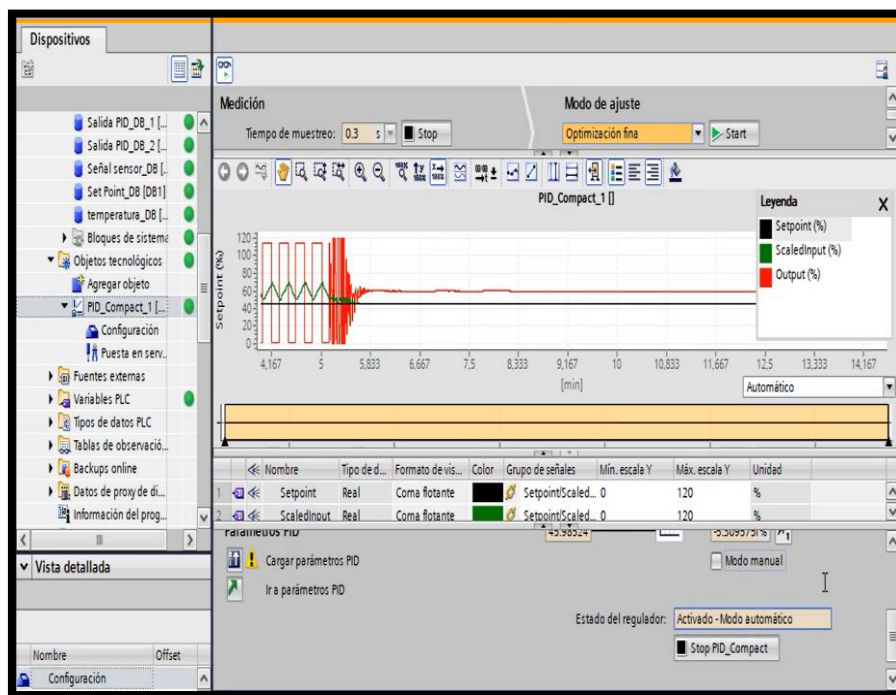 Dispositivos
Medición
Modo de ajuste
Tiempo de muestreo: 0.3 s Stop
Optimización fina Start
Salida PID_DB_1 [...
Salida PID_DB_2 [...
Señal sensor_DB [..
Set Point_DB [DB1]
temperatura_DB [...
Bloques de sistema
Objetos tecnológicos
Agregar objeto
PID_Compact_1 [...
Configuración
Puesta en serv..
Fuentes externas
Variables PLC
Tipos de datos PLC
Tablas de observació...
Backups online
Datos de proxy de di...
Información del prog...
Vista detallada
Nombre Offset
Configuración
PID_Compact_1 []
Leyenda X
Setpoint (%)
ScaledInput (%)
Output (%)
Setpoint (%)
120
100
80
60
40
20
0
4,167 5 5,833 6,667 7,5 8,333 9,167 10 10,833 11,667 12,5 13,333 14,167
[min]
Automático
Nombre Tipo de d... Formato de vis... Color Grupo de señales Mín. escala Y Máx. escala Y Unidad
1 Setpoint Real Coma flotante Setpoint/Scaled... 0 120 %
2 ScaledInput Real Coma flotante Setpoint/Scaled... 0 120 %
Parámetros PID
Cargar parámetros PID
Modo manual
Ir a parámetros PID
Estado del regulador: Activado - Modo automático
Stop PID_Compact